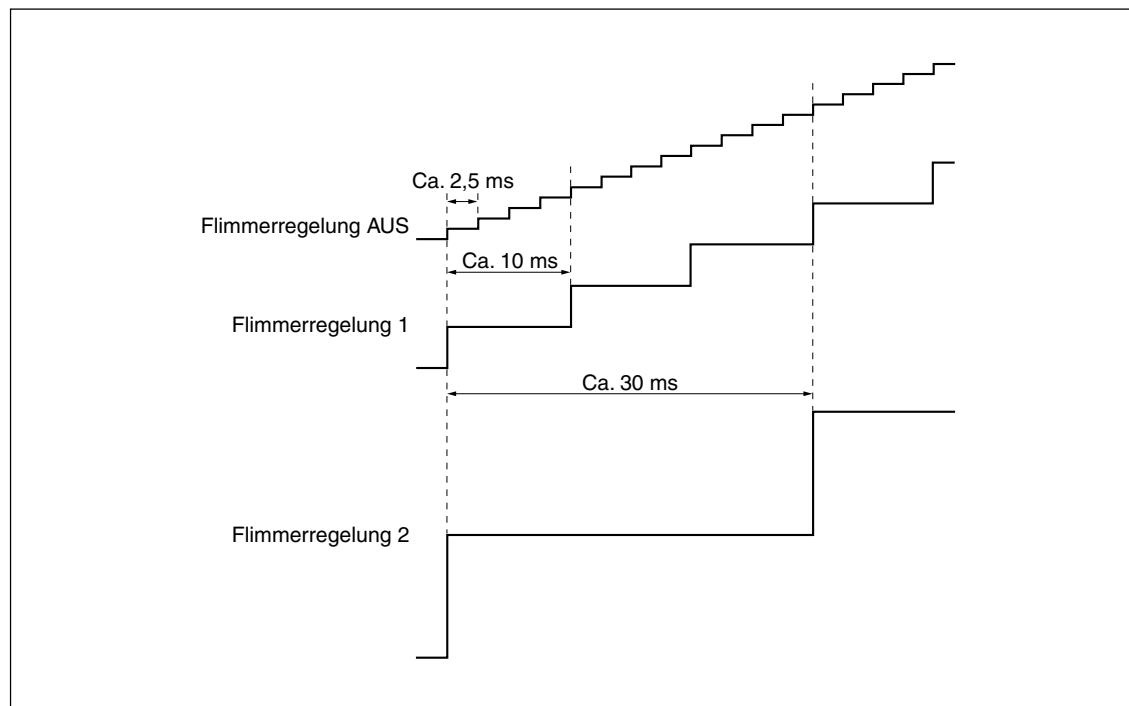 Ca. 2,5 ms
Flimmerregelung AUS
Ca. 10 ms
Flimmerregelung 1
Ca. 30 ms
Flimmerregelung 2